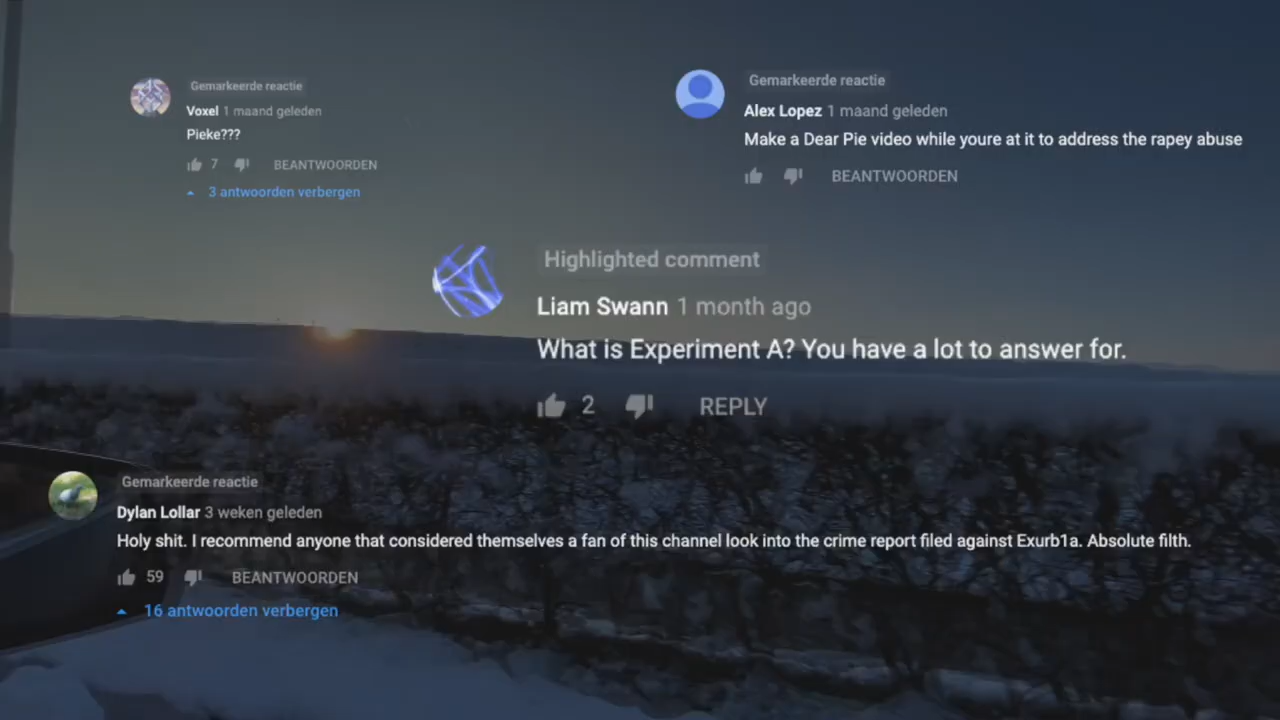 Gemarkeerde reactie
Voxel 1 maand geleden
Pieke???
7 BEANTWOORDEN
3 antwoorden verbergen
Gemarkeerde reactie
Alex Lopez 1 maand geleden
Make a Dear Pie video while youre at it to address the rapey abuse
BEANTWOORDEN
Highlighted comment
Liam Swann 1 month ago
What is Experiment A? You have a lot to answer for.
2 REPLY
Gemarkeerde reactie
Dylan Lollar 3 weken geleden
Holy shit. I recommend anyone that considered themselves a fan of this channel look into the crime report filed against Exurb1a. Absolute filth.
59 BEANTWOORDEN
16 antwoorden verbergen